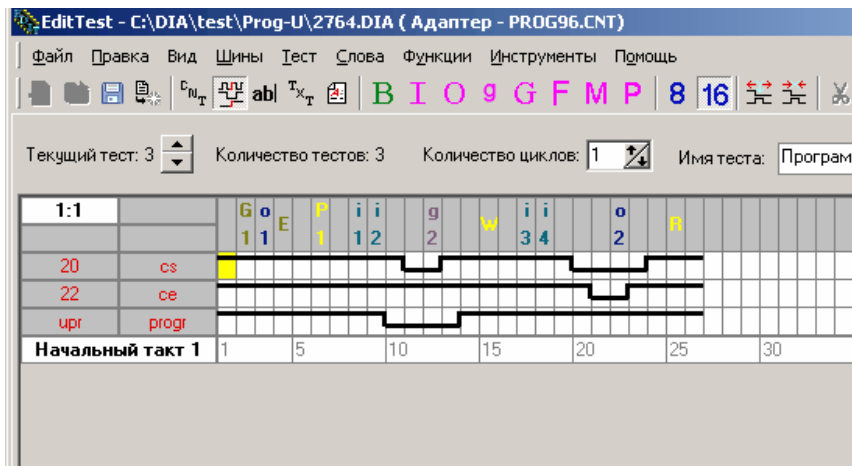 EditTest - C:\DIA\test\Prog-U\2764.DIA ( Адаптер - PROG96.CNT)
Файл Правка Вид Шины Тест Слова Функции Инструменты Помощь
CNT ab TXT B I O g G F M P 8 16
Текущий тест: 3 Количество тестов: 3 Количество циклов: 1 Имя теста: Програм
1:1 G o E P i i g W i i o R
1 1 1 1 2 2 3 4 2
20 cs
22 ce
upr progr
Начальный такт 1 1 5 10 15 20 25 30